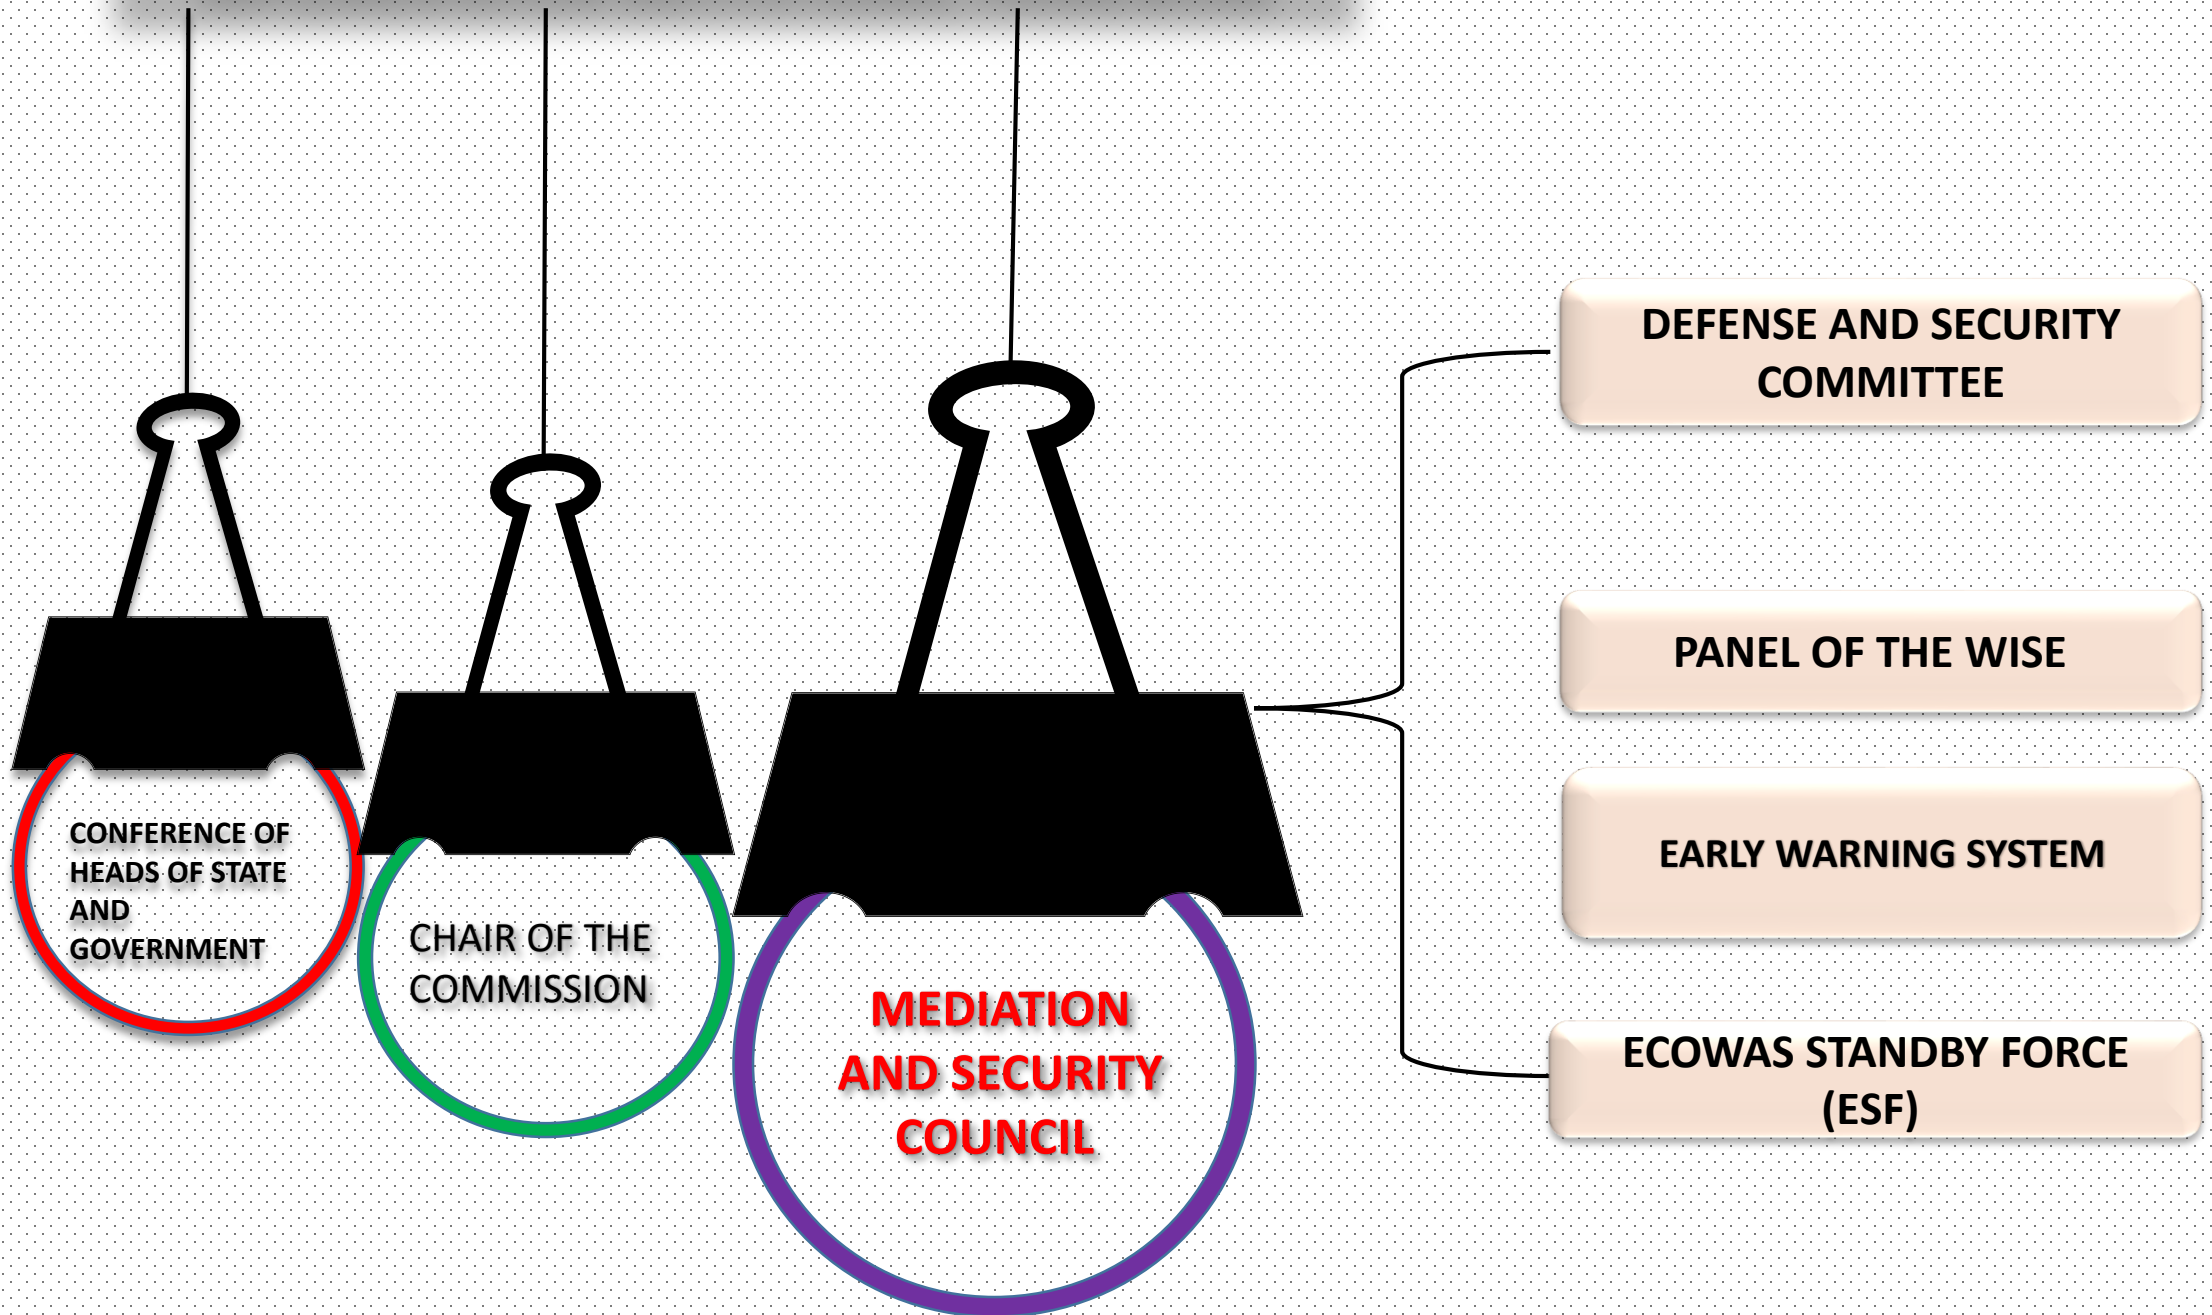 CONFERENCE OF
HEADS OF STATE
AND
GOVERNMENT
CHAIR OF THE
COMMISSION
MEDIATION
AND SECURITY
COUNCIL
DEFENSE AND SECURITY
COMMITTEE
PANEL OF THE WISE
EARLY WARNING SYSTEM
ECOWAS STANDBY FORCE
(ESF)